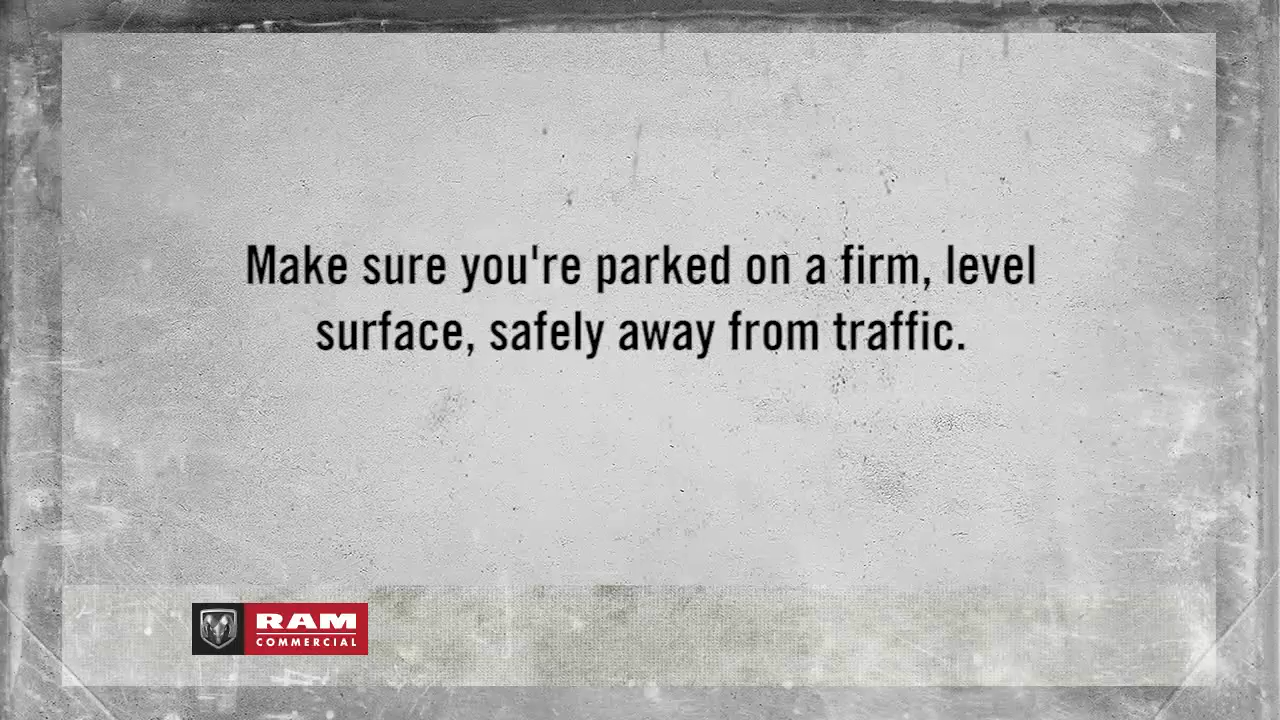 Make sure you're parked on a firm, level
surface, safely away from traffic.
RAM
COMMERCIAL